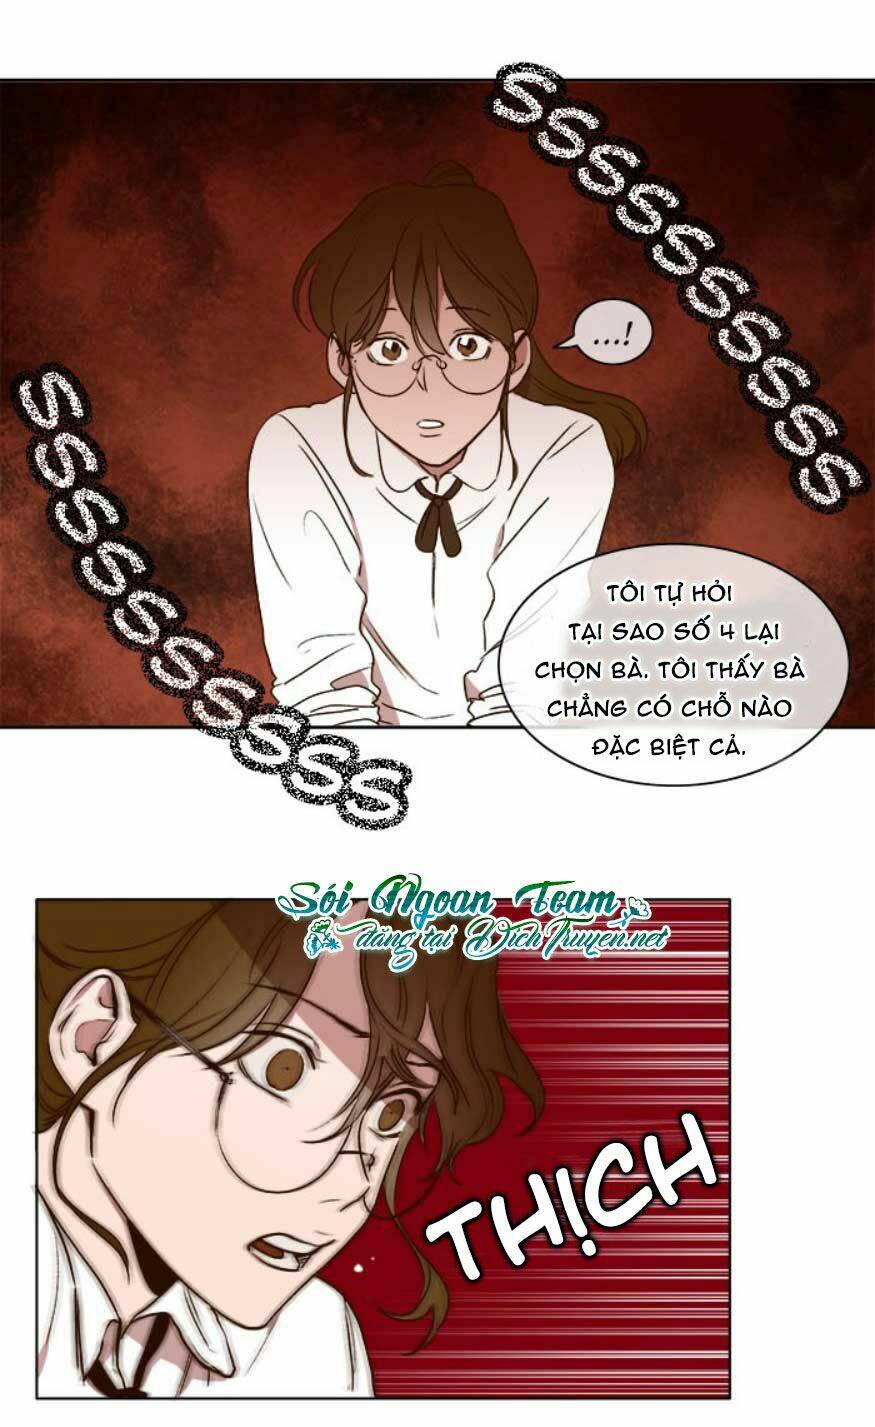 SSSSSSSSSSS
...!
SSSSSSSSSSS
TÔI TỰ HỎI
TẠI SAO SỐ 4 LẠI
CHỌN BÀ. TÔI THẤY BÀ
CHẲNG CÓ CHỖ NÀO
ĐẶC BIỆT CẢ.
Sói Ngoan Team
đăng tại DichTruyen.net
THỊCH